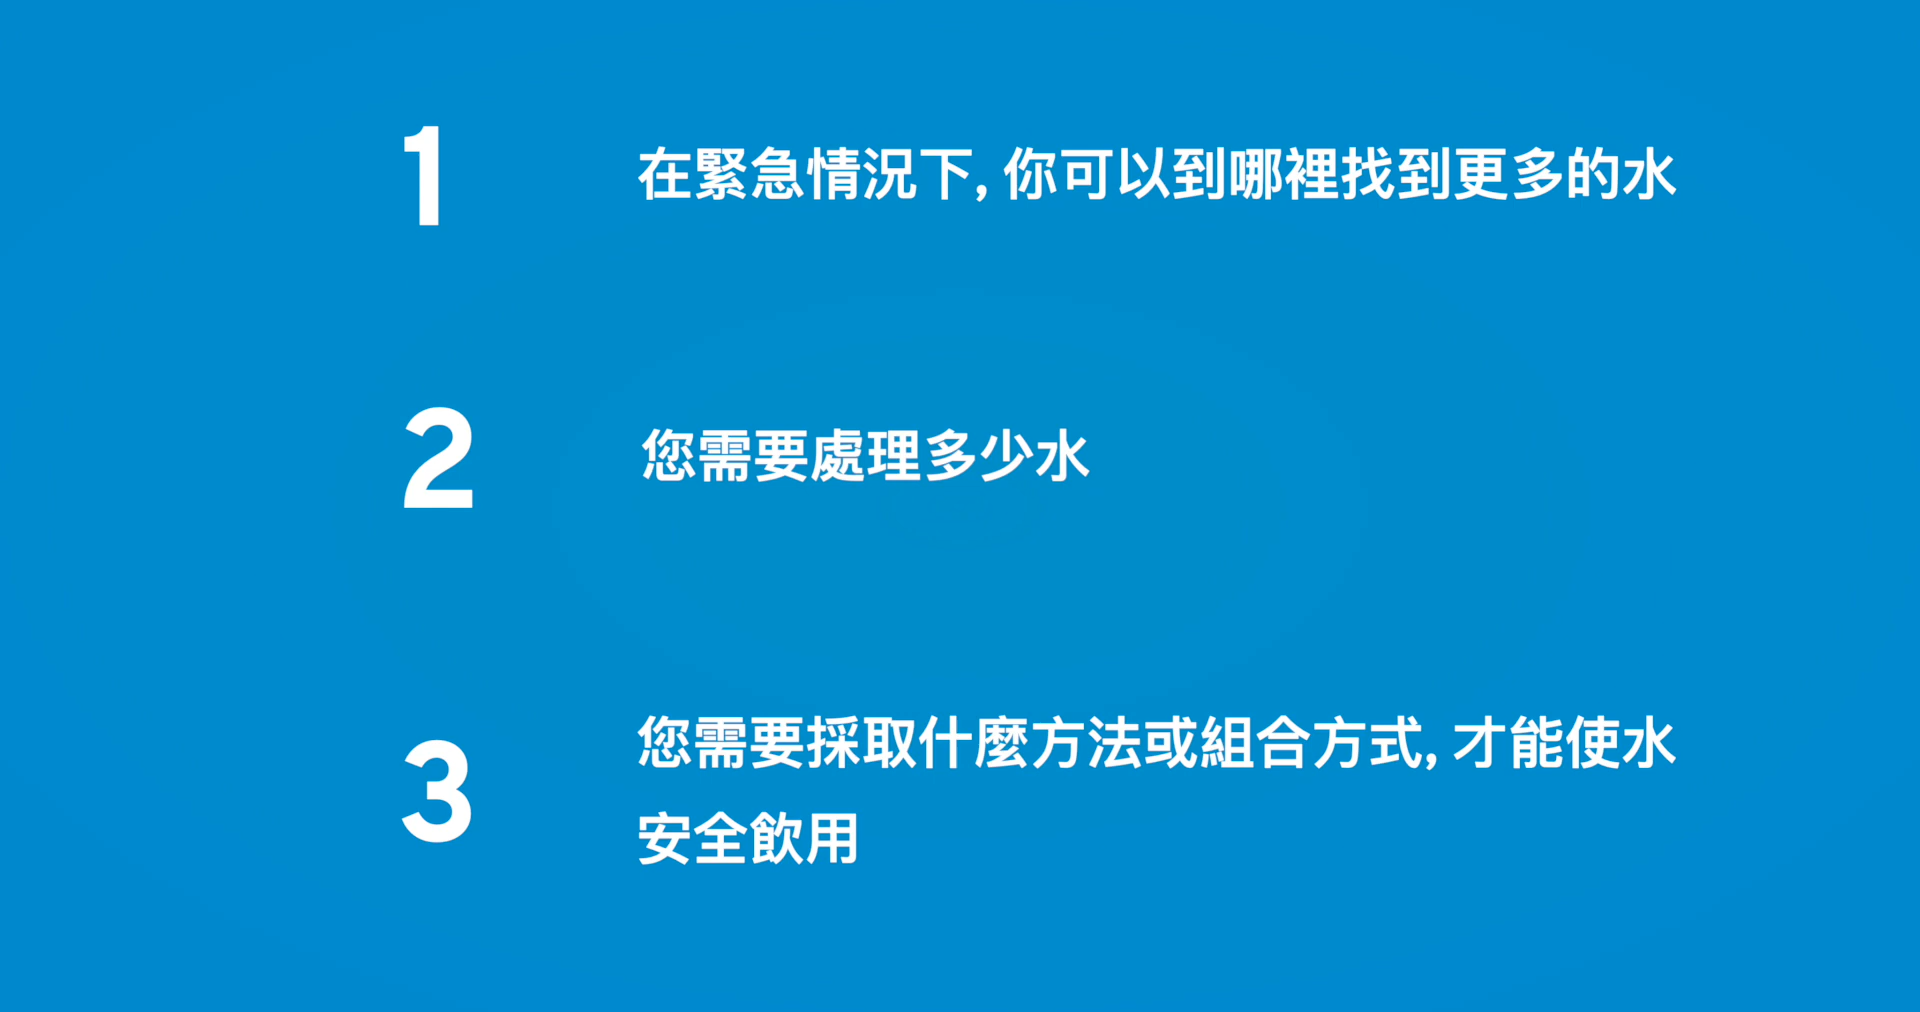 1
在緊急情況下, 你可以到哪裡找到更多的水
2
您需要處理多少水
3
您需要採取什麼方法或組合方式, 才能使水
安全飲用